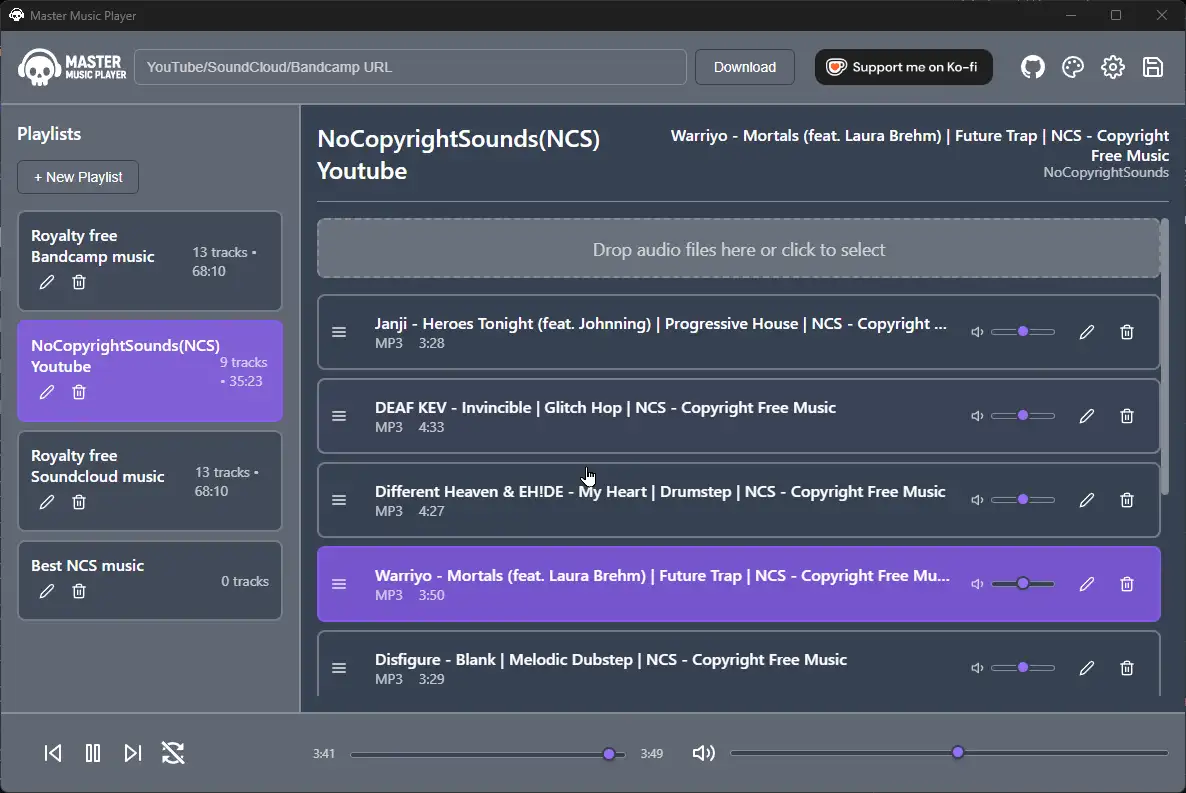 Master Music Player
MASTER
MUSIC PLAYER
YouTube/SoundCloud/Bandcamp URL
Download
Support me on Ko-fi
Playlists
+ New Playlist
Royalty free
Bandcamp music
13 tracks •
68:10
NoCopyrightSounds(NCS)
Youtube
9 tracks
• 35:23
Royalty free
Soundcloud music
13 tracks •
68:10
Best NCS music
0 tracks
NoCopyrightSounds(NCS)
Youtube
Warriyo - Mortals (feat. Laura Brehm) | Future Trap | NCS - Copyright
Free Music
NoCopyrightSounds
Drop audio files here or click to select
Janji - Heroes Tonight (feat. Johnning) | Progressive House | NCS - Copyright ...
MP3 3:28
DEAF KEV - Invincible | Glitch Hop | NCS - Copyright Free Music
MP3 4:33
Different Heaven & EH!DE - My Heart | Drumstep | NCS - Copyright Free Music
MP3 4:27
Warriyo - Mortals (feat. Laura Brehm) | Future Trap | NCS - Copyright Free Mu...
MP3 3:50
Disfigure - Blank | Melodic Dubstep | NCS - Copyright Free Music
MP3 3:29
3:41
3:49